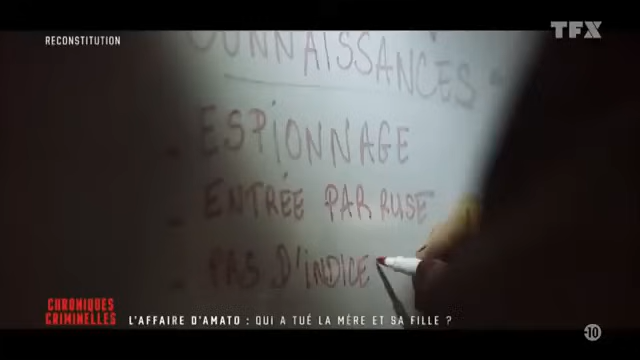 RECONSTITUTION
TFX
CONNAISSANCES
- ESPIONNAGE
- ENTRÉE PAR RUSE
- PAS D'INDICE
CHRONIQUES
CRIMINELLES
L'AFFAIRE D'AMATO : QUI A TUÉ LA MÈRE ET SA FILLE ?
-10